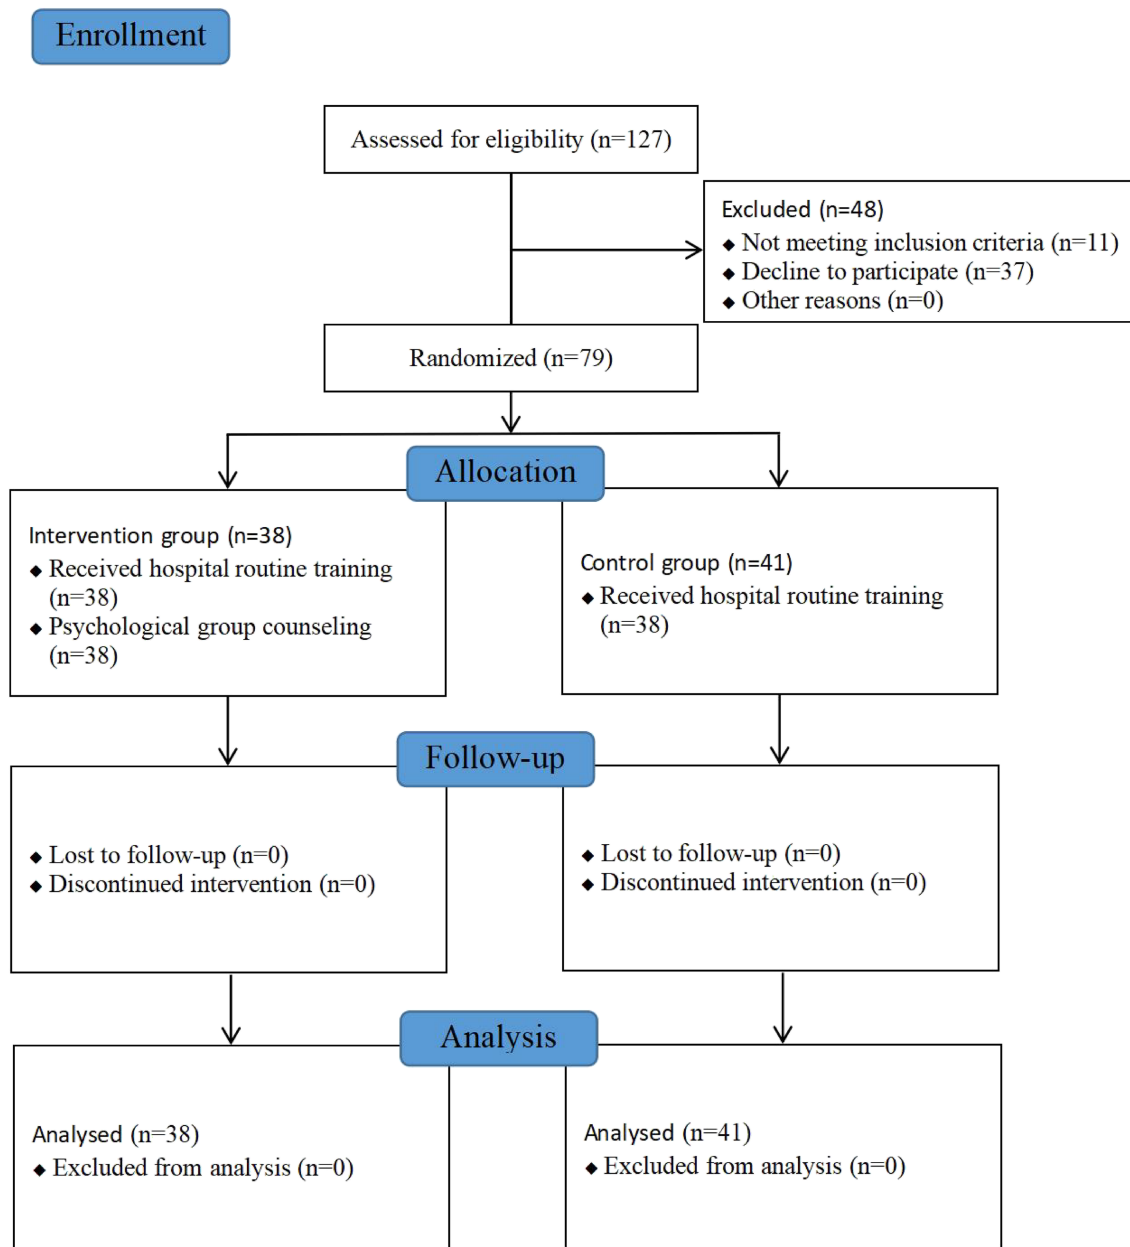 Enrollment
Assessed for eligibility (n=127)
Excluded (n=48)
◆ Not meeting inclusion criteria (n=11)
◆ Decline to participate (n=37)
◆ Other reasons (n=0)
Randomized (n=79)
Allocation
Intervention group (n=38)
◆ Received hospital routine training
(n=38)
◆ Psychological group counseling
(n=38)
Control group (n=41)
◆ Received hospital routine training
(n=38)
Follow-up
◆ Lost to follow-up (n=0)
◆ Discontinued intervention (n=0)
◆ Lost to follow-up (n=0)
◆ Discontinued intervention (n=0)
Analysis
Analysed (n=38)
◆ Excluded from analysis (n=0)
Analysed (n=41)
◆ Excluded from analysis (n=0)